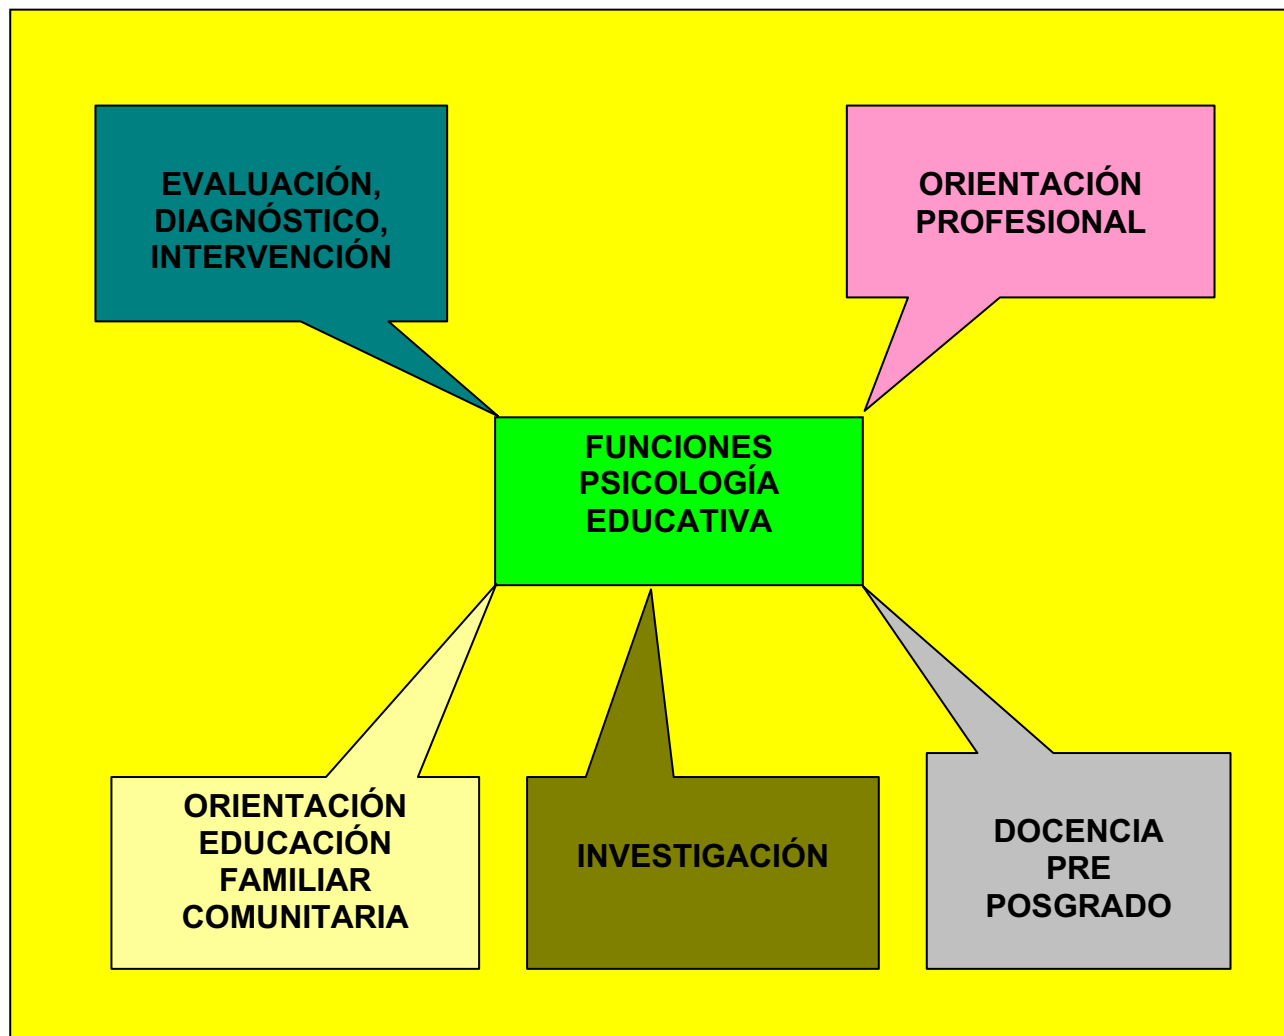 EVALUACIÓN,
DIAGNÓSTICO,
INTERVENCIÓN
ORIENTACIÓN
PROFESIONAL
FUNCIONES
PSICOLOGÍA
EDUCATIVA
ORIENTACIÓN
EDUCACIÓN
FAMILIAR
COMUNITARIA
INVESTIGACIÓN
DOCENCIA
PRE
POSGRADO